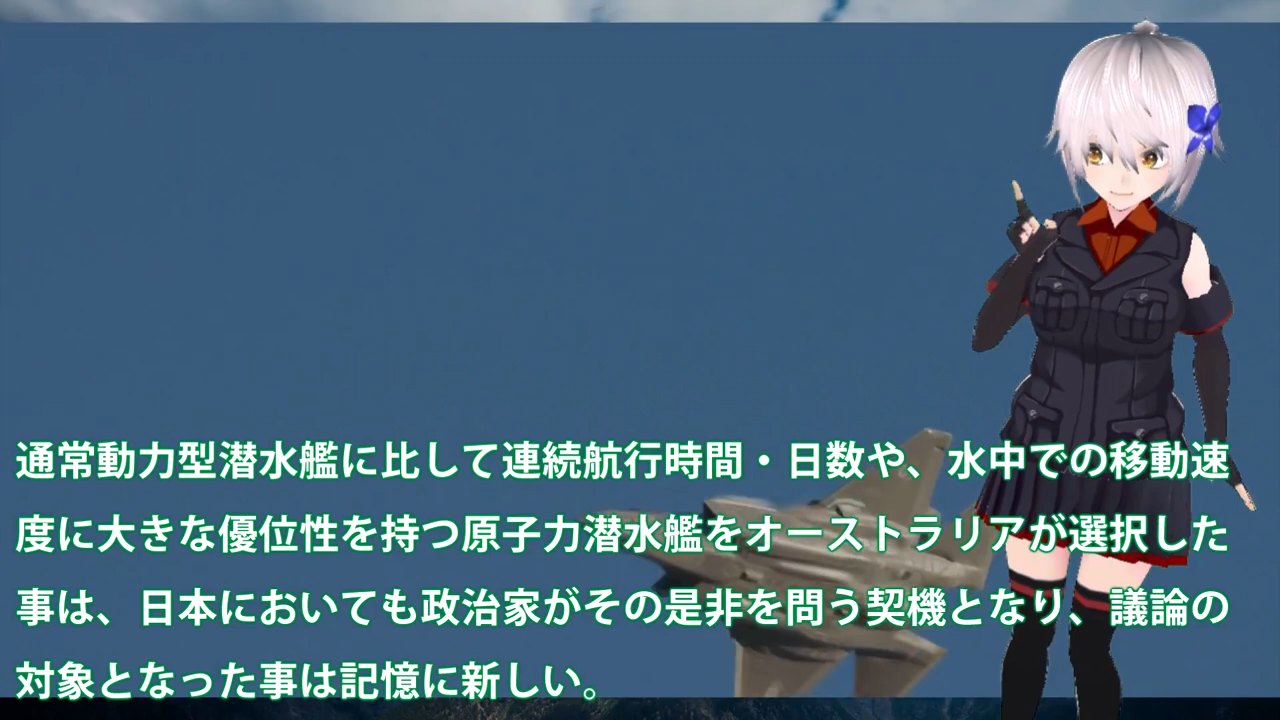 通常動力型潜水艦に比して連続航行時間・日数や、水中での移動速
度に大きな優位性を持つ原子力潜水艦をオーストラリアが選択した
事は、日本においても政治家がその是非を問う契機となり、議論の
対象となった事は記憶に新しい。